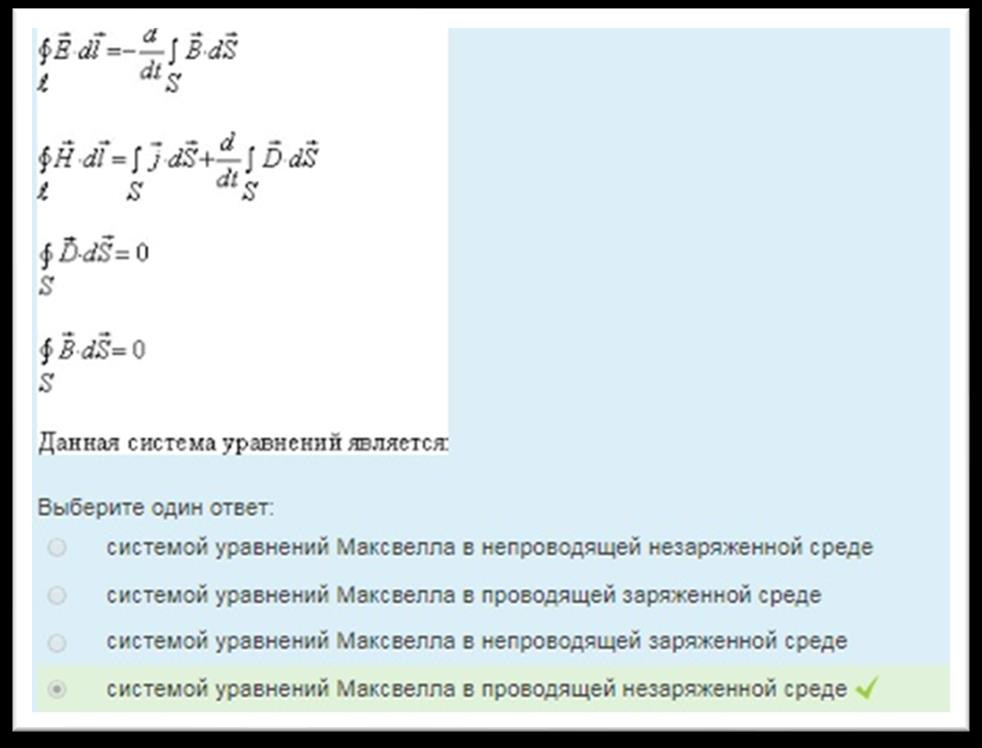 ∮ℓ E⃗·dl⃗ = −d/dt ∫S B⃗·dS⃗
∮ℓ H⃗·dl⃗ = ∫S j⃗·dS⃗ + d/dt ∫S D⃗·dS⃗
∮S D⃗·dS⃗ = 0
∮S B⃗·dS⃗ = 0
Данная система уравнений является:
Выберите один ответ:
системой уравнений Максвелла в непроводящей незаряженной среде
системой уравнений Максвелла в проводящей заряженной среде
системой уравнений Максвелла в непроводящей заряженной среде
системой уравнений Максвелла в проводящей незаряженной среде